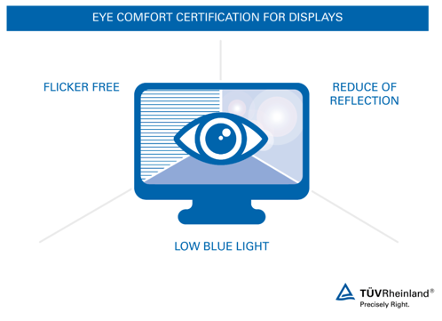 EYE COMFORT CERTIFICATION FOR DISPLAYS
FLICKER FREE
REDUCE OF
REFLECTION
LOW BLUE LIGHT
TÜVRheinland®
Precisely Right.